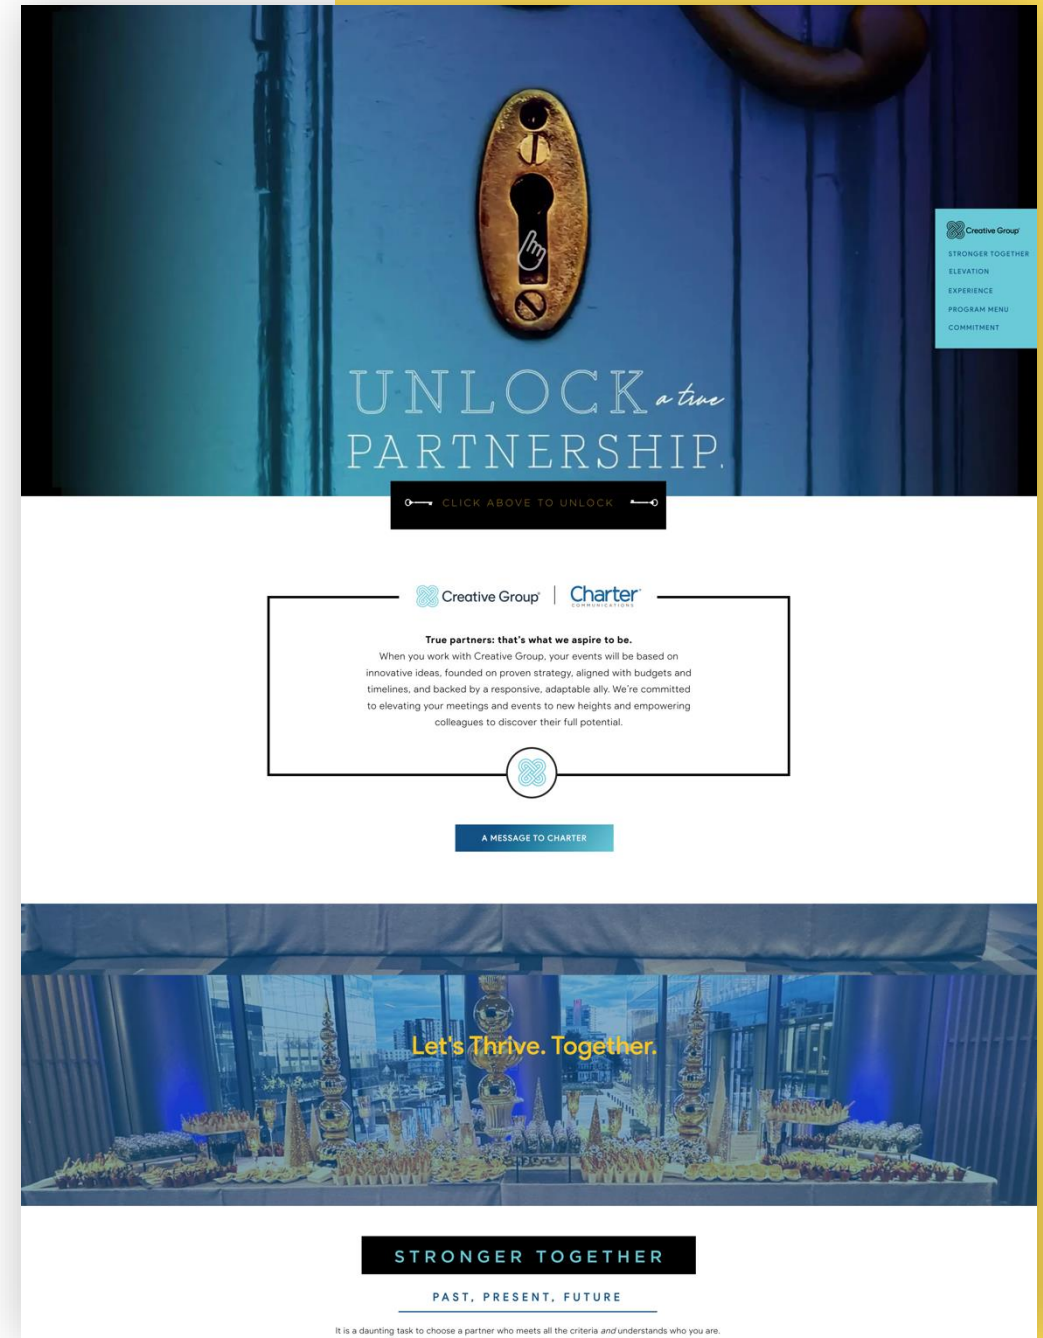 UNLOCK a true
PARTNERSHIP.
CLICK ABOVE TO UNLOCK
Creative Group
STRONGER TOGETHER
ELEVATION
EXPERIENCE
PROGRAM MENU
COMMITMENT
Creative Group | Charter
COMMUNICATIONS
True partners: that's what we aspire to be.
When you work with Creative Group, your events will be based on
innovative ideas, founded on proven strategy, aligned with budgets and
timelines, and backed by a responsive, adaptable ally. We're committed
to elevating your meetings and events to new heights and empowering
colleagues to discover their full potential.
A MESSAGE TO CHARTER
Let's Thrive. Together.
STRONGER TOGETHER
PAST, PRESENT, FUTURE
It is a daunting task to choose a partner who meets all the criteria and understands who you are.